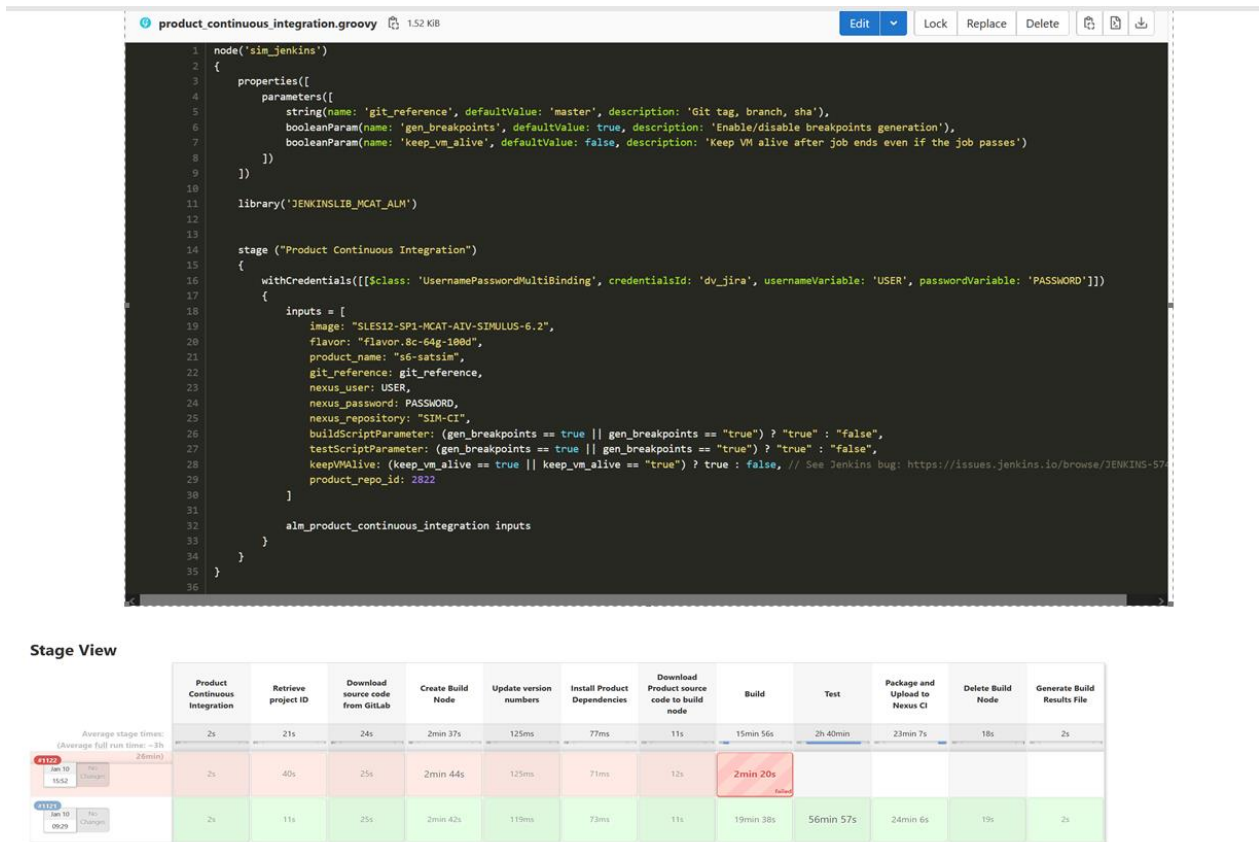 product_continuous_integration.groovy 1.52 KiB
Edit Lock Replace Delete
1 node('sim_jenkins')
2 {
3 properties([
4 parameters([
5 string(name: 'git_reference', defaultValue: 'master', description: 'Git tag, branch, sha'),
6 booleanParam(name: 'gen_breakpoints', defaultValue: true, description: 'Enable/disable breakpoints generation'),
7 booleanParam(name: 'keep_vm_alive', defaultValue: false, description: 'Keep VM alive after job ends even if the job passes')
8 ])
9 ])
10
11 library('JENKINSLIB_MCAT_ALM')
12
13
14 stage ("Product Continuous Integration")
15 {
16 withCredentials([[$class: 'UsernamePasswordMultiBinding', credentialsId: 'dv_jira', usernameVariable: 'USER', passwordVariable: 'PASSWORD']])
17 {
18 inputs = [
19 image: "SLES12-SP1-MCAT-AIV-SIMULUS-6.2",
20 flavor: "flavor.8c-64g-100d",
21 product_name: "s6-satsim",
22 git_reference: git_reference,
23 nexus_user: USER,
24 nexus_password: PASSWORD,
25 nexus_repository: "SIM-CI",
26 buildScriptParameter: (gen_breakpoints == true || gen_breakpoints == "true") ? "true" : "false",
27 testScriptParameter: (gen_breakpoints == true || gen_breakpoints == "true") ? "true" : "false",
28 keepVMAlive: (keep_vm_alive == true || keep_vm_alive == "true") ? true : false, // See Jenkins bug: https://issues.jenkins.io/browse/JENKINS-57
29 product_repo_id: 2822
30 ]
31
32 alm_product_continuous_integration inputs
33 }
34 }
35 }
36
Stage View
Product Continuous Integration
Retrieve project ID
Download source code from GitLab
Create Build Node
Update version numbers
Install Product Dependencies
Download Product source code to build node
Build
Test
Package and Upload to Nexus CI
Delete Build Node
Generate Build Results File
Average stage times: 2s 21s 24s 2min 37s 125ms 77ms 11s 15min 56s 2h 40min 23min 7s 18s 2s
(Average full run time: ~3h 26min)
#1122
Jan 10 15:52 No Changes
2s 40s 25s 2min 44s 125ms 71ms 12s 2min 20s failed
#1121
Jan 10 09:29 No Changes
2s 11s 25s 2min 42s 119ms 73ms 11s 19min 38s 56min 57s 24min 6s 19s 2s